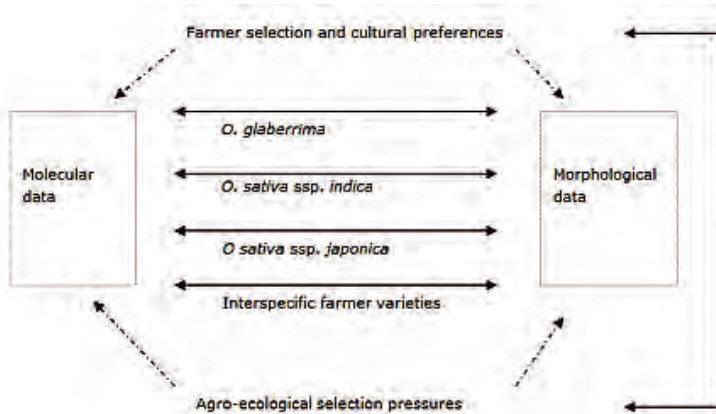 Farmer selection and cultural preferences
O. glaberrima
Molecular
data
Morphological
data
O. sativa ssp. indica
O sativa ssp. japonica
Interspecific farmer varieties
Agro-ecological selection pressures